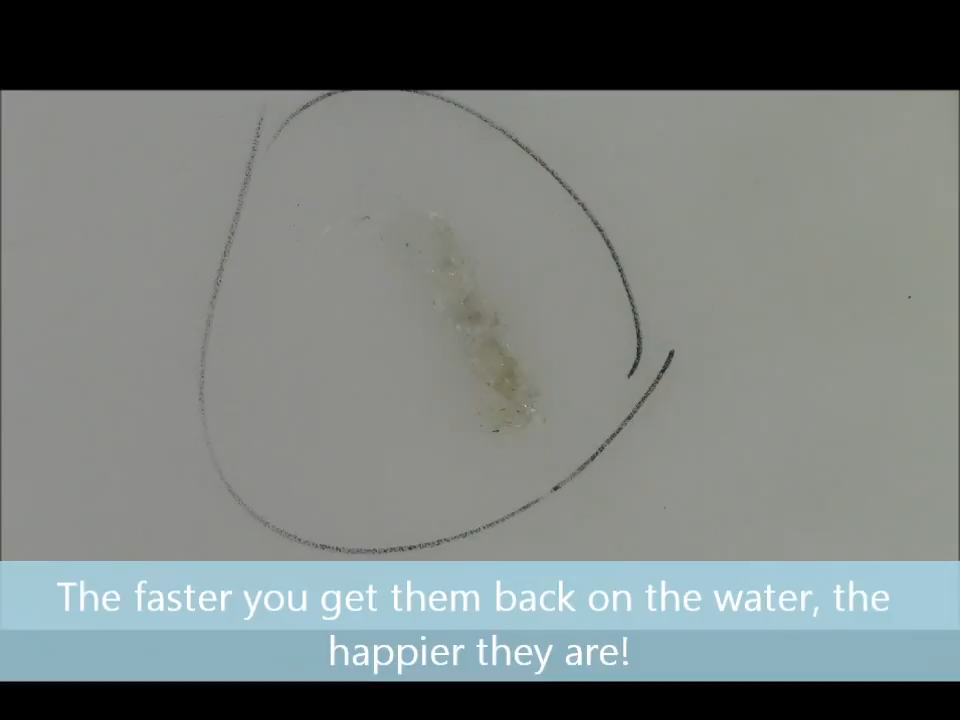 The faster you get them back on the water, the
happier they are!